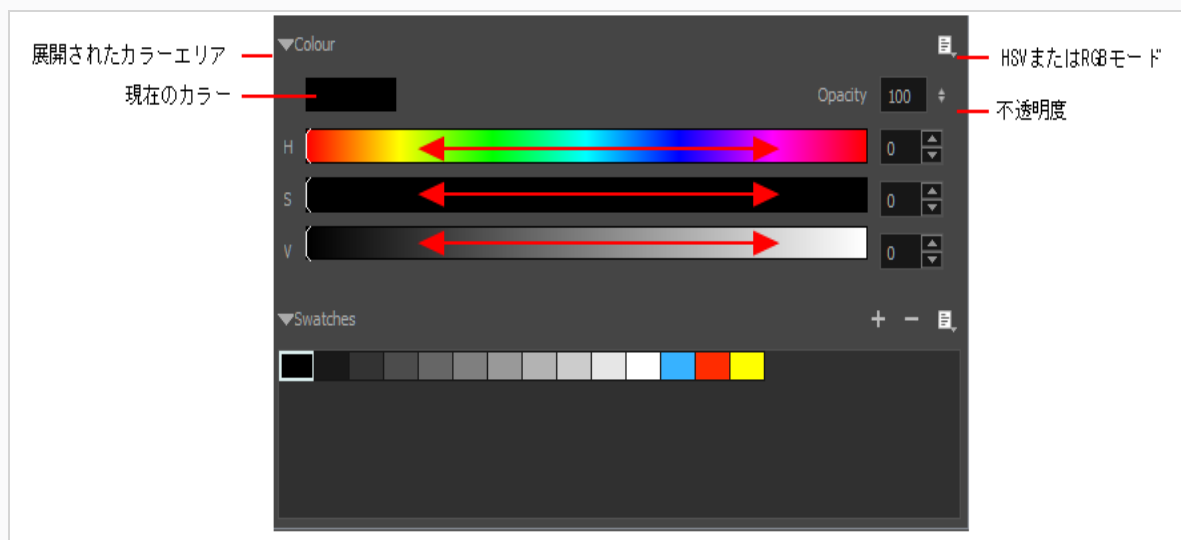 展開されたカラーエリア
Colour
HSVまたはRGBモード
現在のカラー
Opacity 100
不透明度
H 0
S 0
V 0
Swatches